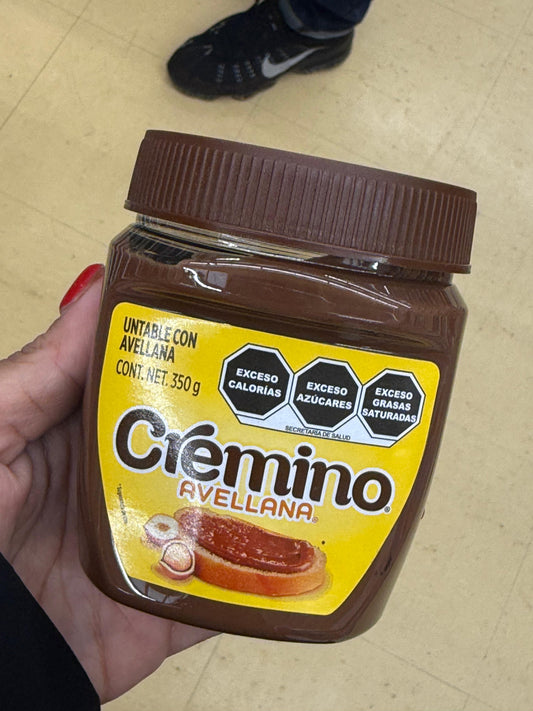 UNTABLE CON
AVELLANA
CONT. NET. 350 g
EXCESO
CALORÍAS
EXCESO
AZÚCARES
EXCESO
GRASAS
SATURADAS
SECRETARÍA DE SALUD
Crémino®
AVELLANA®